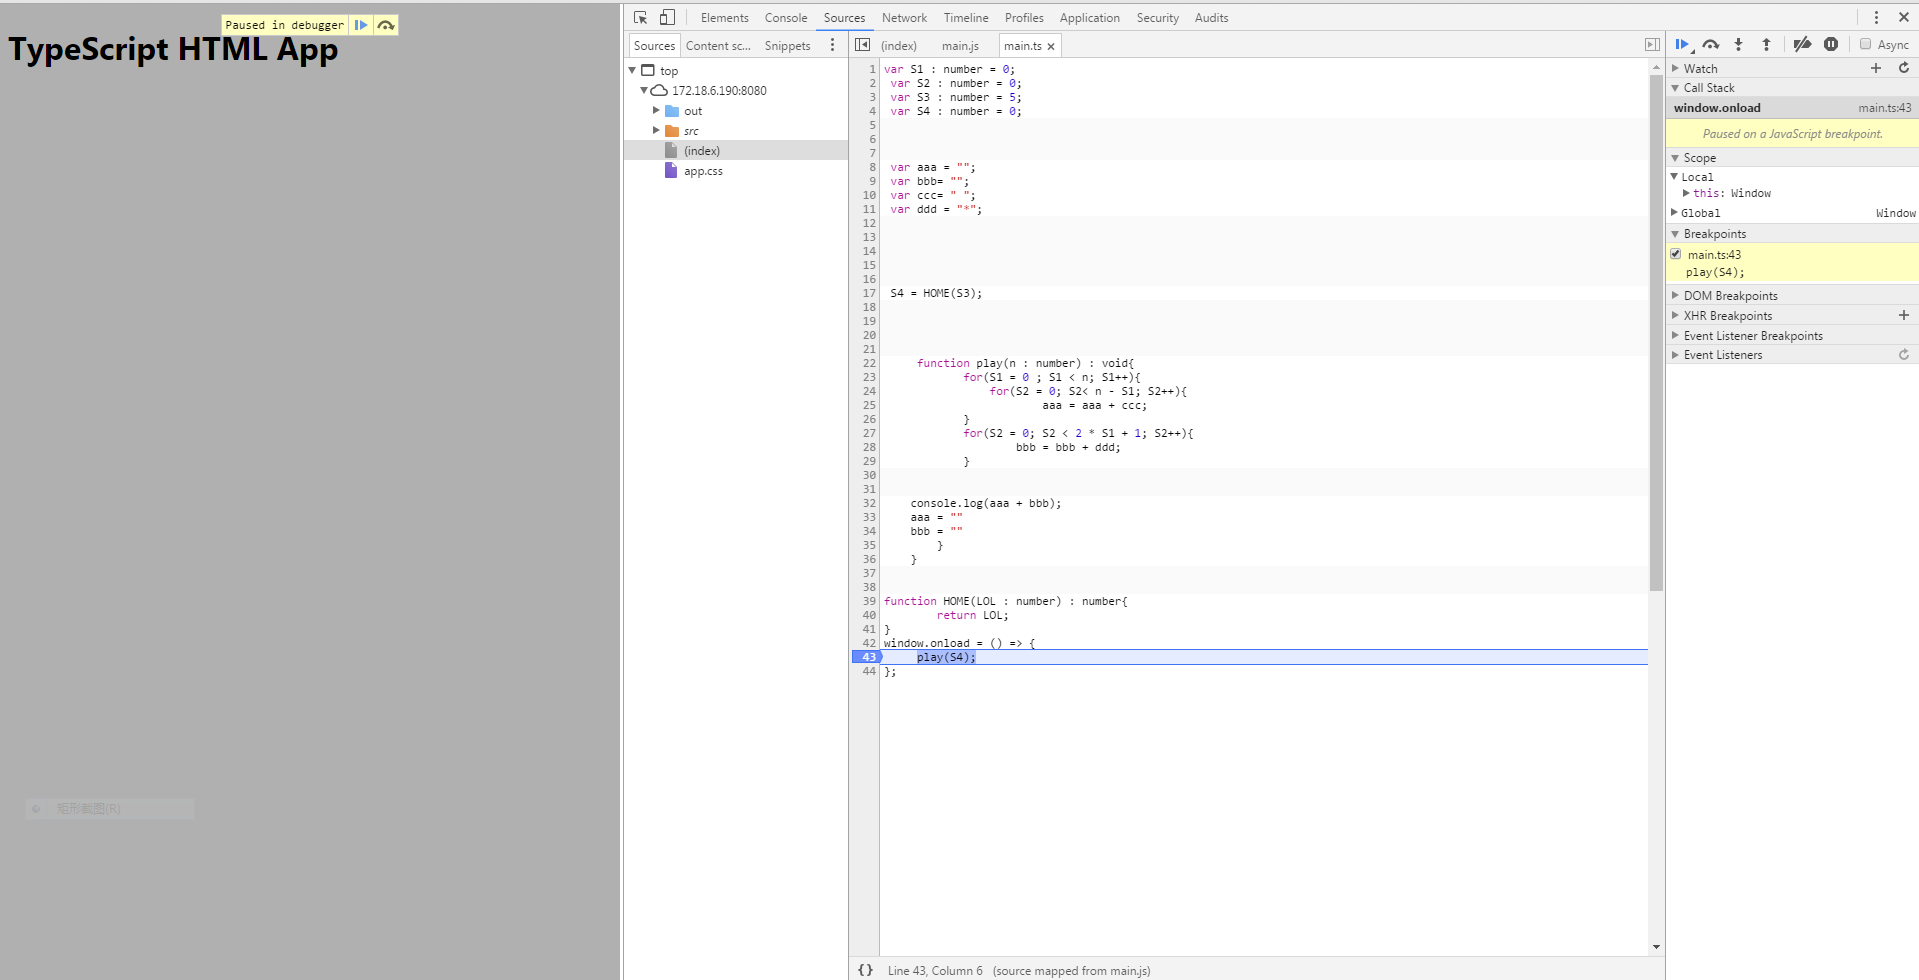 Paused in debugger
TypeScript HTML App
矩形截图(R)
Elements Console Sources Network Timeline Profiles Application Security Audits
Sources Content sc... Snippets
top
172.18.6.190:8080
out
src
(index)
app.css
(index) main.js main.ts
1 var S1 : number = 0;
2 var S2 : number = 0;
3 var S3 : number = 5;
4 var S4 : number = 0;
5
6
7
8 var aaa = "";
9 var bbb= "";
10 var ccc= " ";
11 var ddd = "*";
12
13
14
15
16
17 S4 = HOME(S3);
18
19
20
21
22 function play(n : number) : void{
23 for(S1 = 0 ; S1 < n; S1++){
24 for(S2 = 0; S2< n - S1; S2++){
25 aaa = aaa + ccc;
26 }
27 for(S2 = 0; S2 < 2 * S1 + 1; S2++){
28 bbb = bbb + ddd;
29 }
30
31
32 console.log(aaa + bbb);
33 aaa = ""
34 bbb = ""
35 }
36 }
37
38
39 function HOME(LOL : number) : number{
40 return LOL;
41 }
42 window.onload = () => {
43 play(S4);
44 };
{} Line 43, Column 6 (source mapped from main.js)
Async
Watch
Call Stack
window.onload main.ts:43
Paused on a JavaScript breakpoint.
Scope
Local
this: Window
Global Window
Breakpoints
main.ts:43
play(S4);
DOM Breakpoints
XHR Breakpoints
Event Listener Breakpoints
Event Listeners